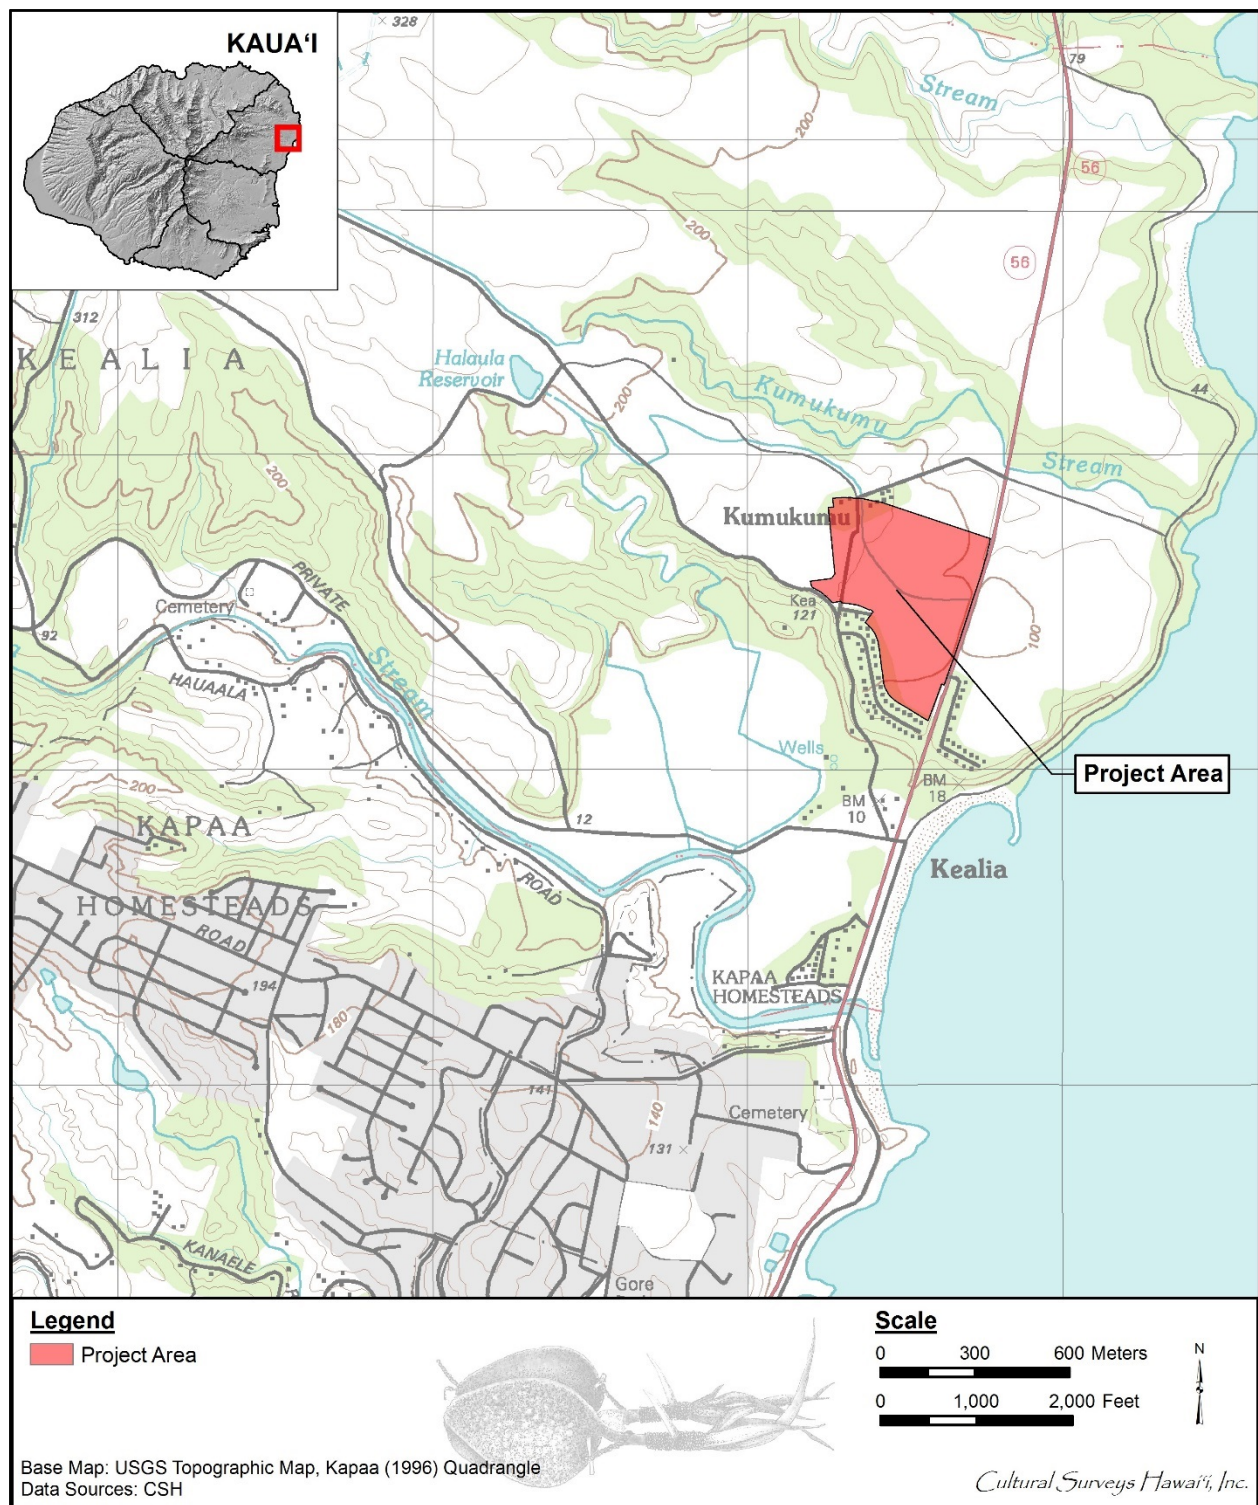 KAUA‘I
328
79
Stream
200
56
200
56
312
KEALIA
Halaula
Reservoir
200
Kumukumu
44
200
Stream
Kumukumu
Kea
121
100
PRIVATE
Cemetery
92
Stream
HAUAALA
Wells
Project Area
BM
18
BM
10
200
12
KAPAA
Kealia
ROAD
HOMESTEADS
ROAD
KAPAA
HOMESTEADS
194
180
141
140
Cemetery
131
KANAELE
Gore
Legend
Project Area
Scale
0 300 600 Meters
0 1,000 2,000 Feet
N
Base Map: USGS Topographic Map, Kapaa (1996) Quadrangle
Data Sources: CSH
Cultural Surveys Hawai‘i, Inc.